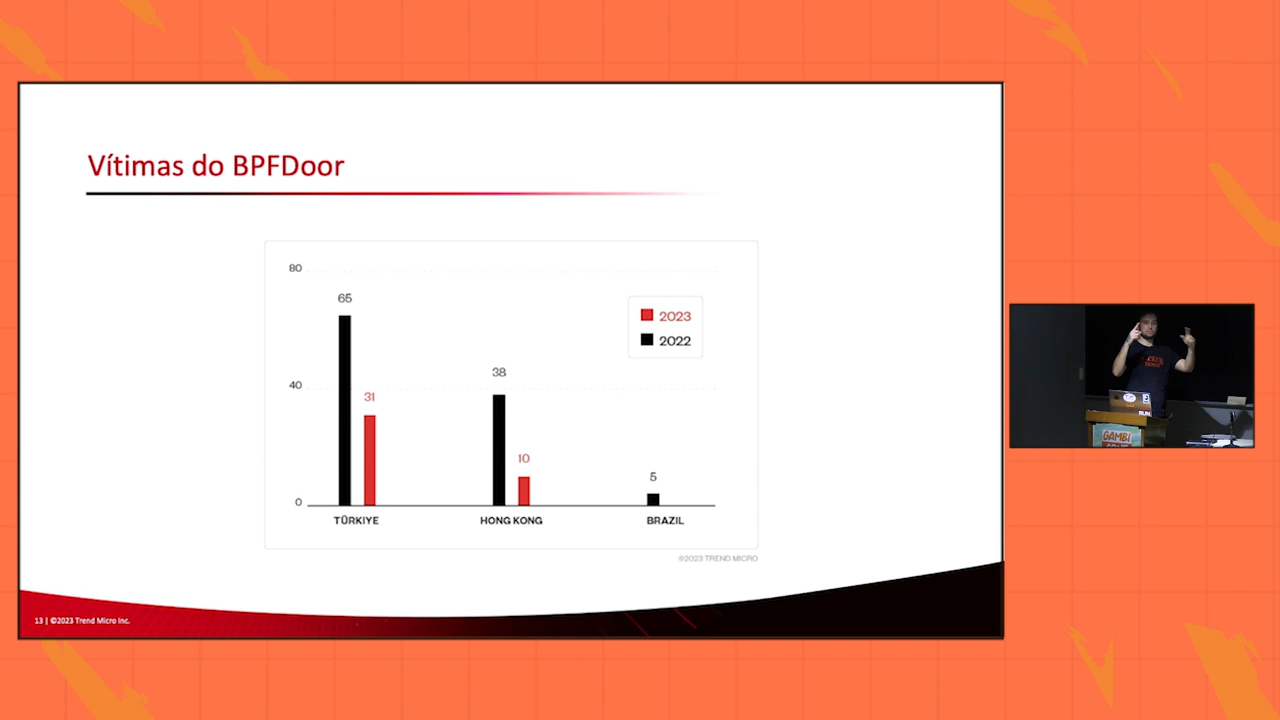 Vítimas do BPFDoor
80
65
2023
2022
38
40
31
10
5
0
TÜRKIYE
HONG KONG
BRAZIL
©2023 TREND MICRO
13 | ©2023 Trend Micro Inc.
GAMBI